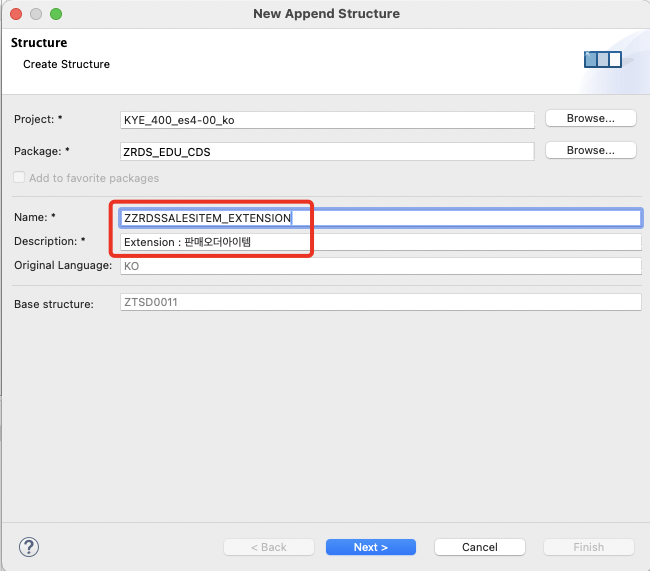 New Append Structure
Structure
Create Structure
Project: * KYE_400_es4-00_ko Browse...
Package: * ZRDS_EDU_CDS Browse...
Add to favorite packages
Name: * ZZRDSSALESITEM_EXTENSION
Description: * Extension : 판매오더아이템
Original Language: KO
Base structure: ZTSD0011
? < Back Next > Cancel Finish